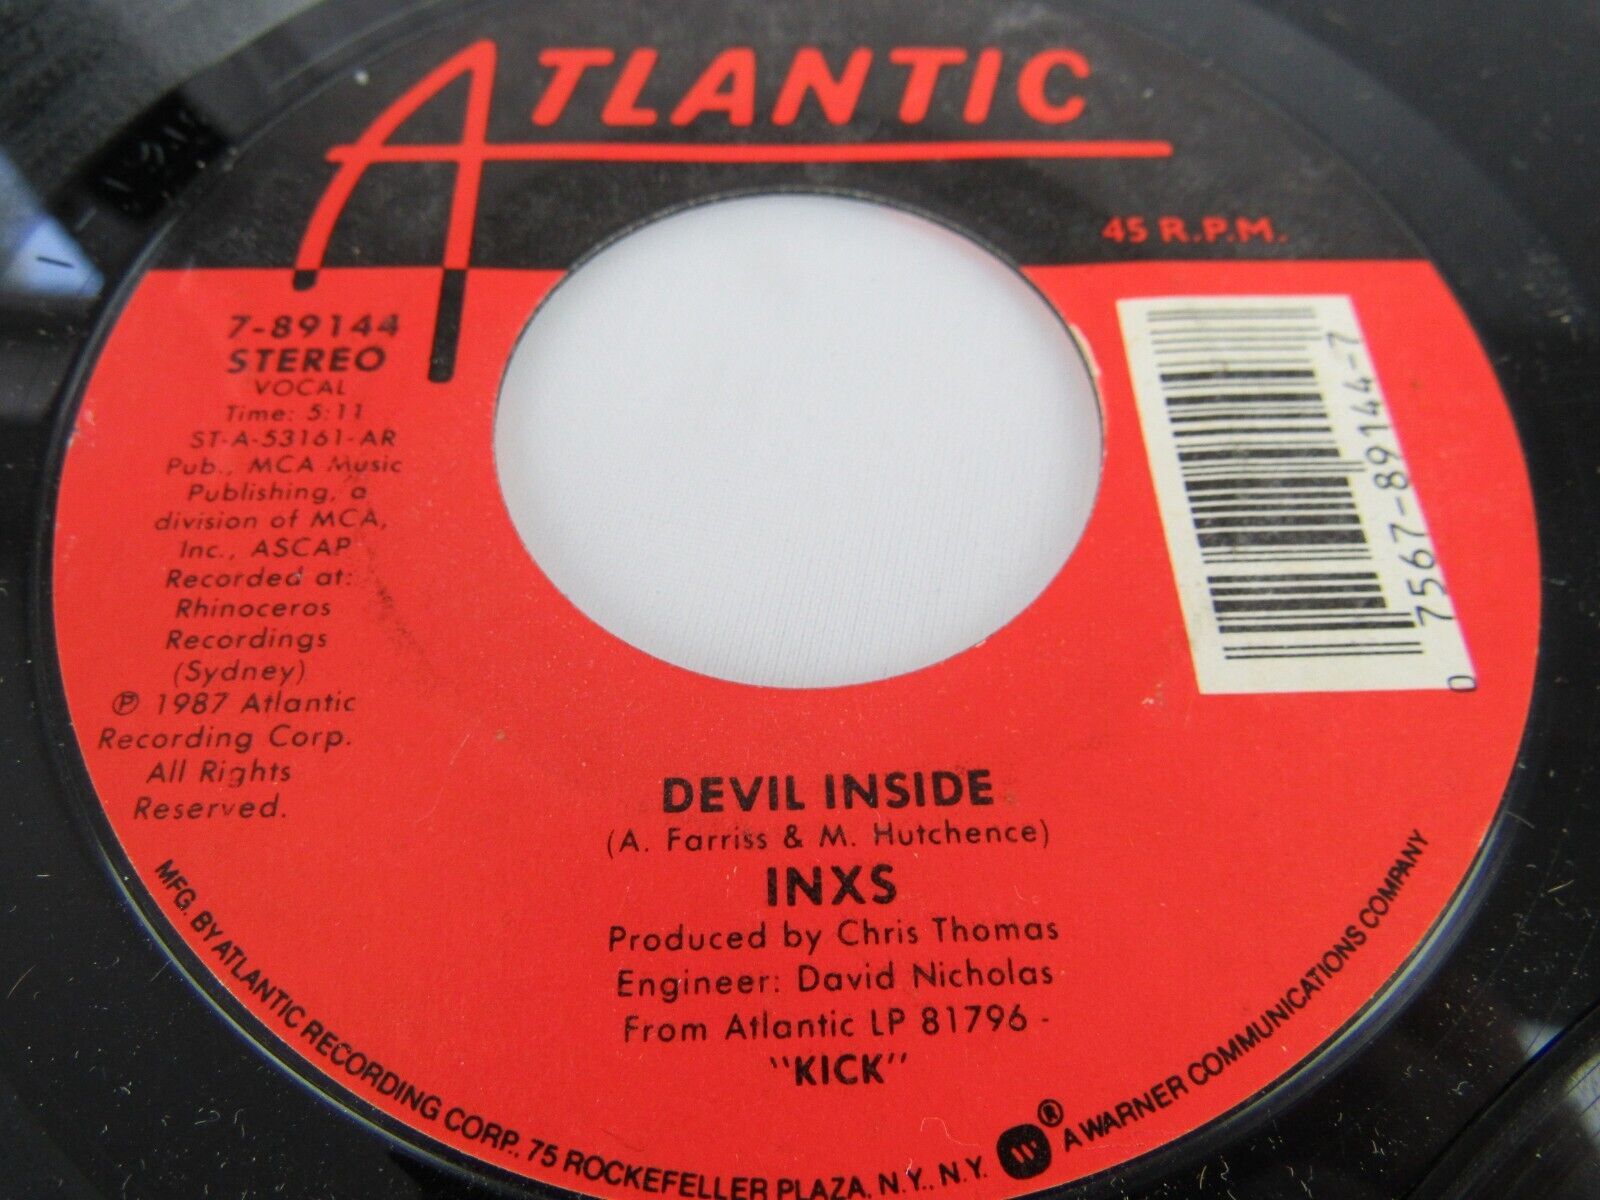 ATLANTIC
45 R.P.M.
7-89144
STEREO
VOCAL
Time: 5:11
ST-A-53161-AR
Pub., MCA Music
Publishing, a
division of MCA,
Inc., ASCAP
Recorded at:
Rhinoceros
Recordings
(Sydney)
℗ 1987 Atlantic
Recording Corp.
All Rights
Reserved.
0 7567-89144-7
DEVIL INSIDE
(A. Farriss & M. Hutchence)
INXS
Produced by Chris Thomas
Engineer: David Nicholas
From Atlantic LP 81796 -
"KICK"
MFG. BY ATLANTIC RECORDING CORP., 75 ROCKEFELLER PLAZA, N.Y., N.Y. W ® A WARNER COMMUNICATIONS COMPANY